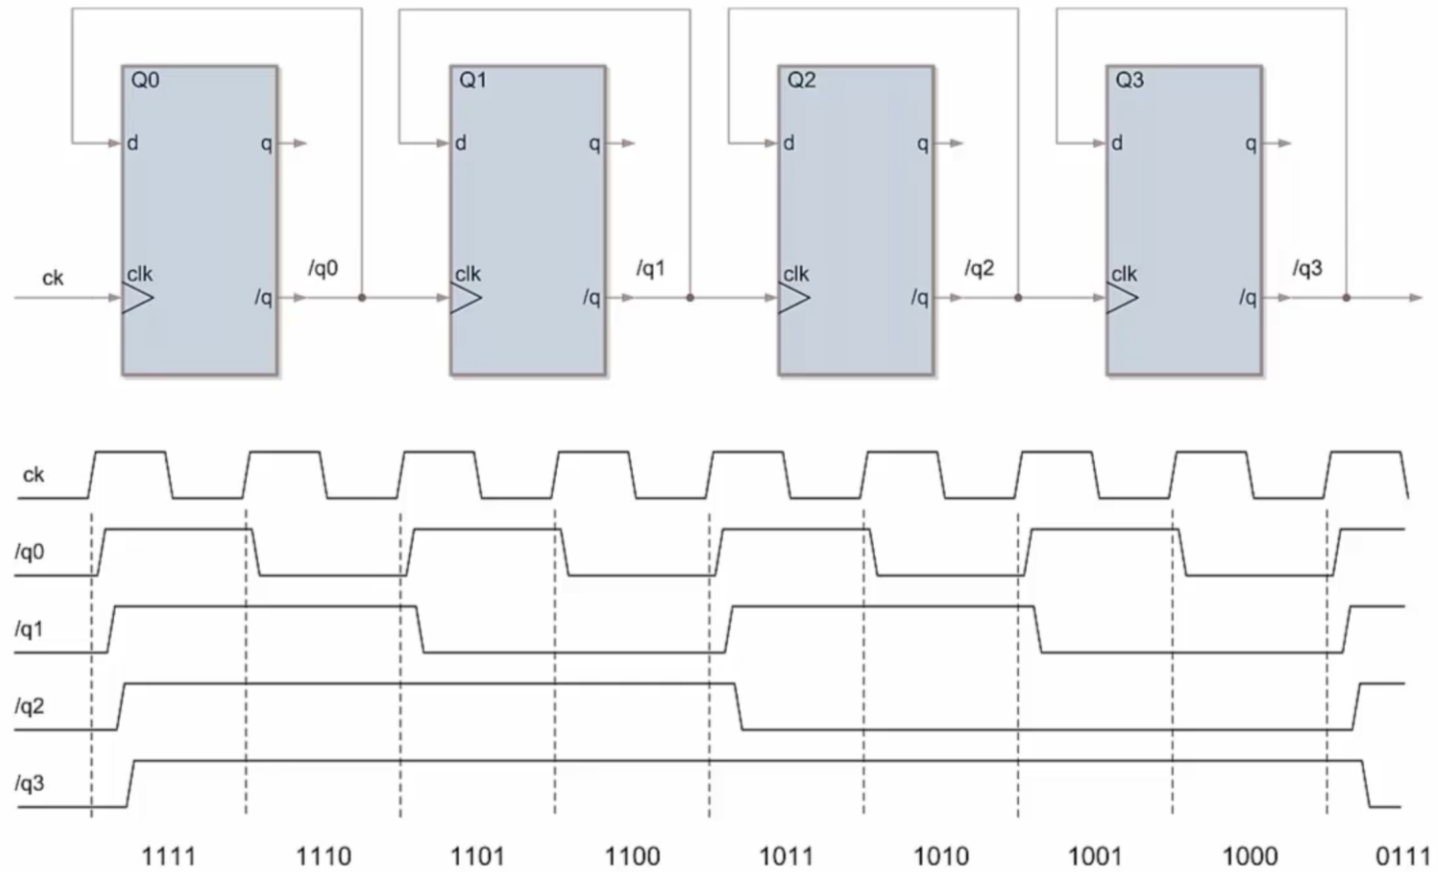 Q0 Q1 Q2 Q3
d q d q d q d q
ck clk /q /q0 clk /q /q1 clk /q /q2 clk /q /q3
ck
/q0
/q1
/q2
/q3
1111 1110 1101 1100 1011 1010 1001 1000 0111